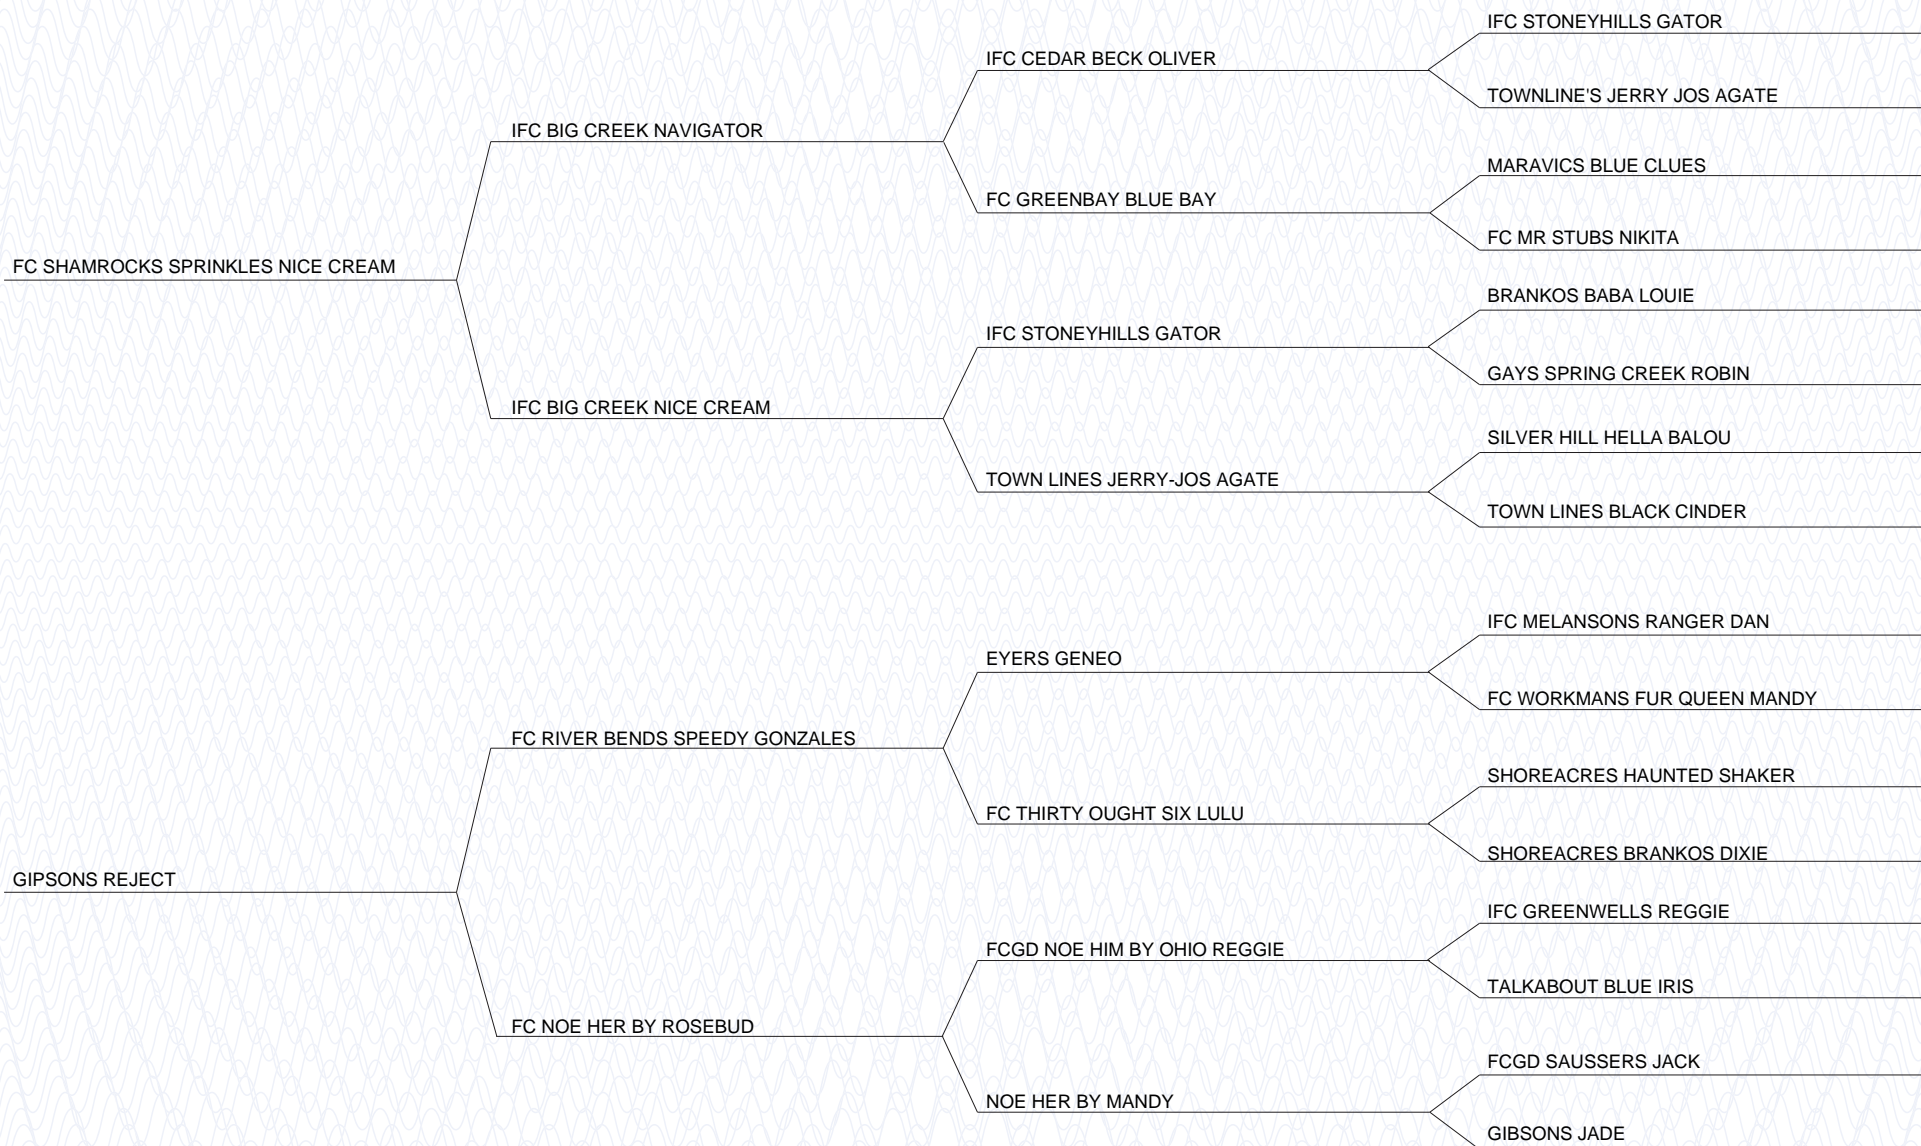 IFC STONEYHILLS GATOR
IFC CEDAR BECK OLIVER
TOWNLINE'S JERRY JOS AGATE
IFC BIG CREEK NAVIGATOR
MARAVICS BLUE CLUES
FC GREENBAY BLUE BAY
FC MR STUBS NIKITA
FC SHAMROCKS SPRINKLES NICE CREAM
BRANKOS BABA LOUIE
IFC STONEYHILLS GATOR
GAYS SPRING CREEK ROBIN
IFC BIG CREEK NICE CREAM
SILVER HILL HELLA BALOU
TOWN LINES JERRY-JOS AGATE
TOWN LINES BLACK CINDER
IFC MELANSONS RANGER DAN
EYERS GENEO
FC WORKMANS FUR QUEEN MANDY
FC RIVER BENDS SPEEDY GONZALES
SHOREACRES HAUNTED SHAKER
FC THIRTY OUGHT SIX LULU
SHOREACRES BRANKOS DIXIE
GIPSONS REJECT
IFC GREENWELLS REGGIE
FCGD NOE HIM BY OHIO REGGIE
TALKABOUT BLUE IRIS
FC NOE HER BY ROSEBUD
FCGD SAUSSERS JACK
NOE HER BY MANDY
GIBSONS JADE